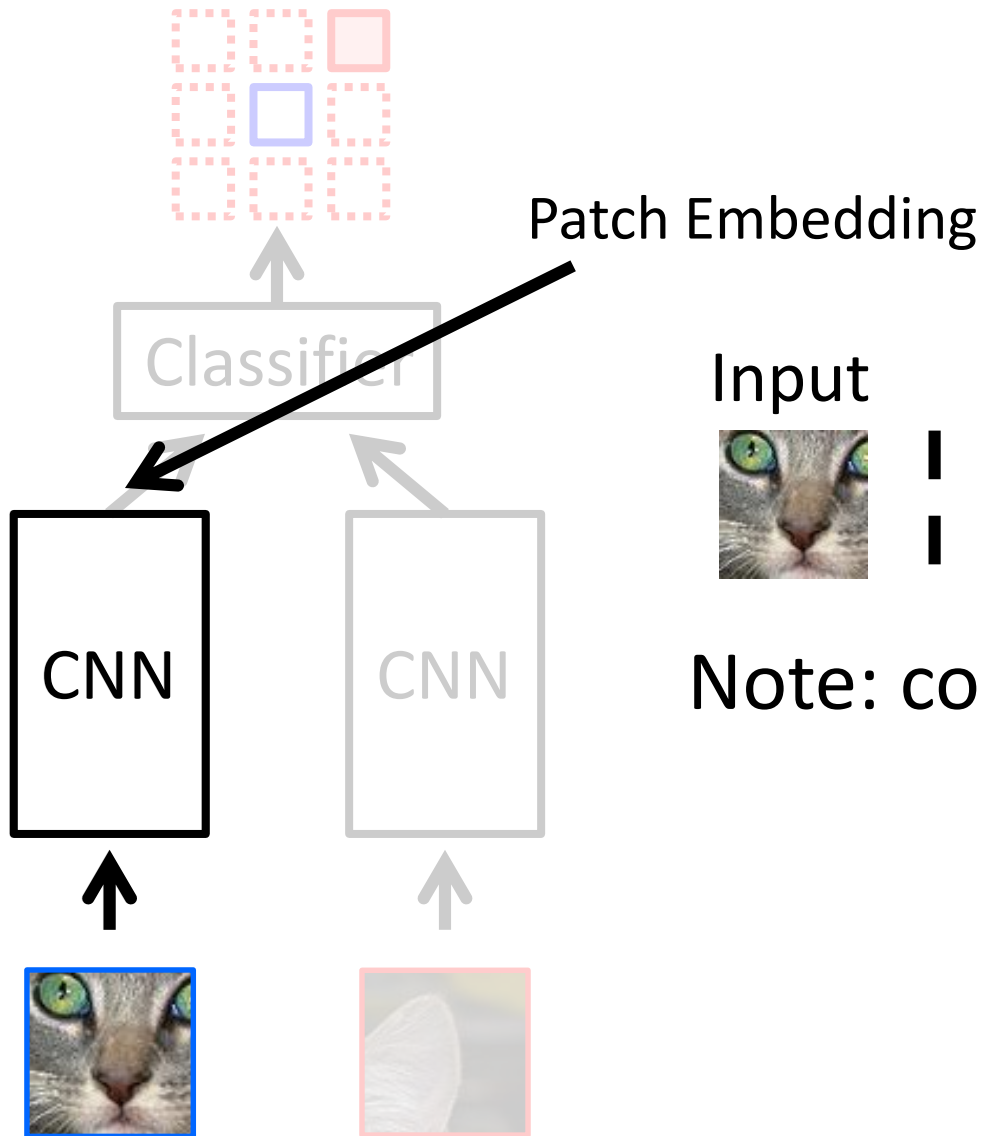 Patch Embedding
Classifier
Input
CNN
CNN
Note: co